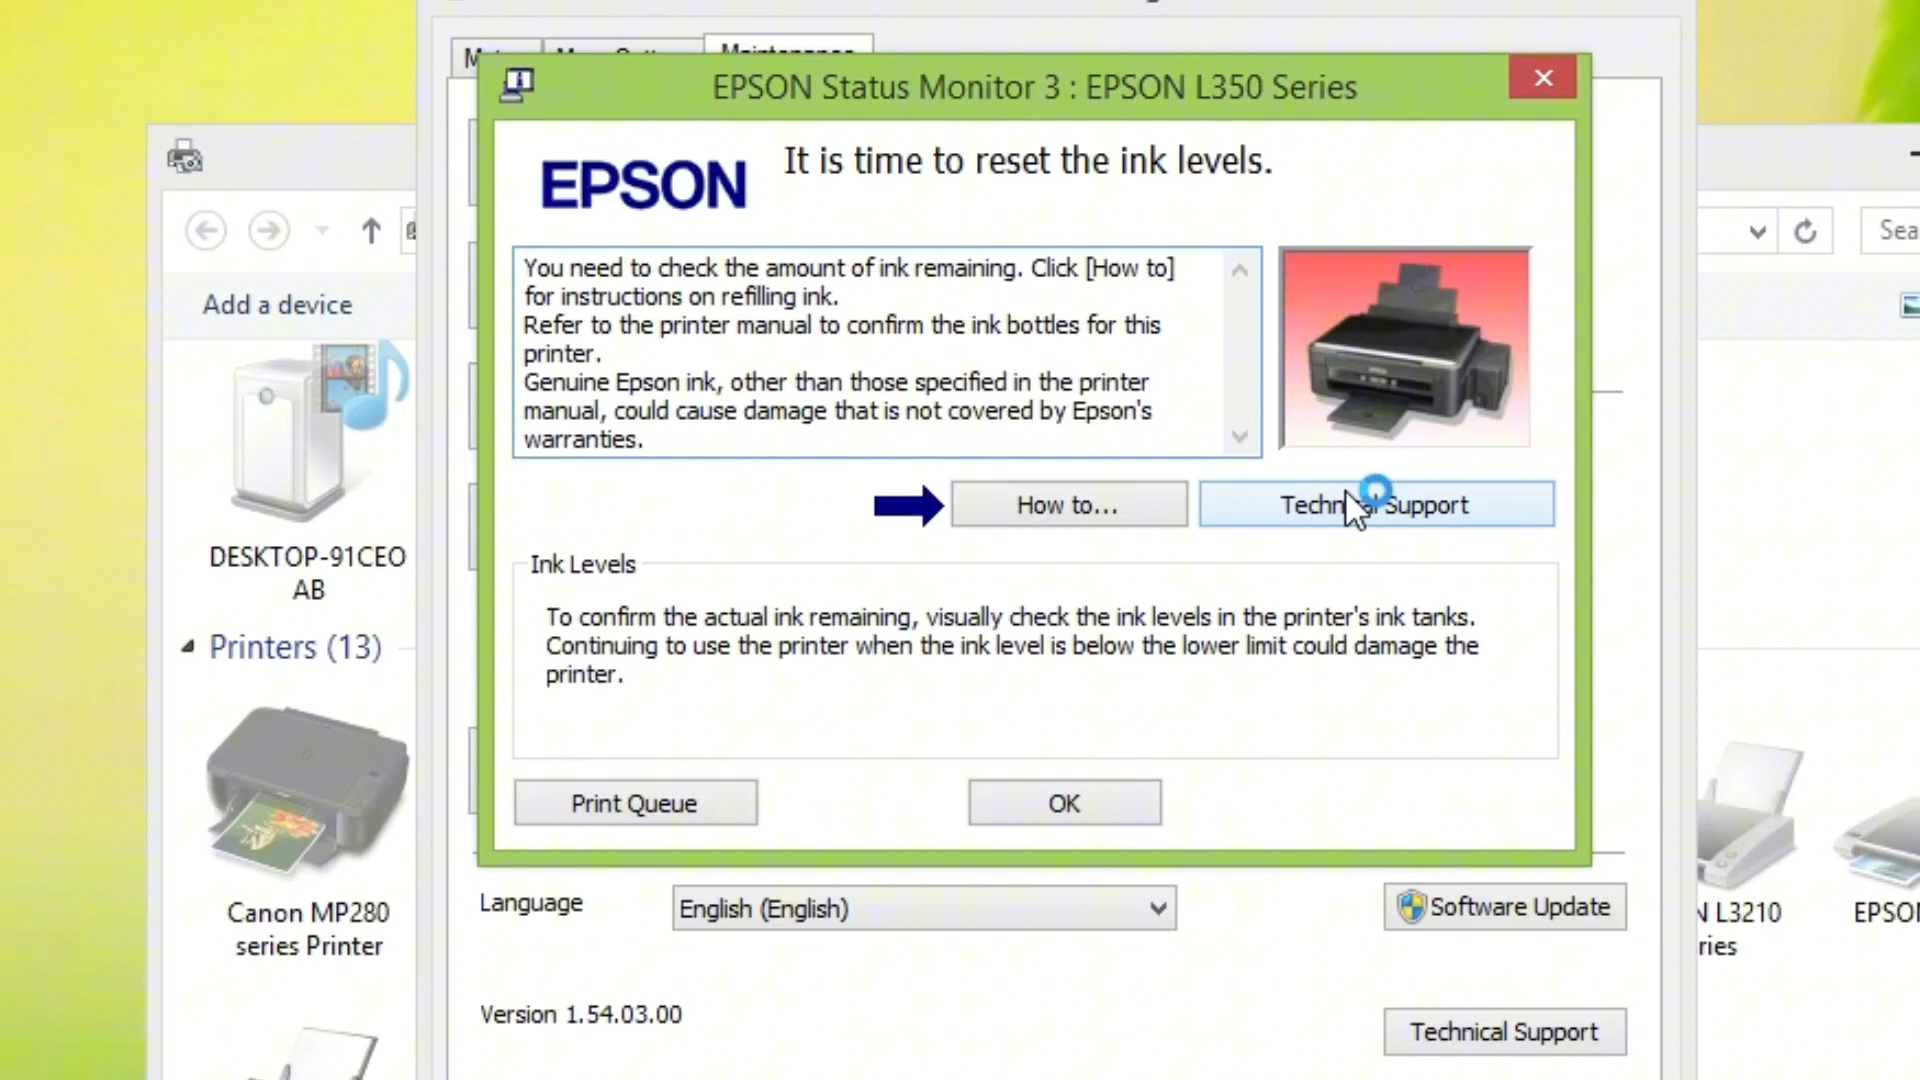 Maintenance
EPSON Status Monitor 3 : EPSON L350 Series
EPSON
It is time to reset the ink levels.
You need to check the amount of ink remaining. Click [How to]
for instructions on refilling ink.
Refer to the printer manual to confirm the ink bottles for this
printer.
Genuine Epson ink, other than those specified in the printer
manual, could cause damage that is not covered by Epson's
warranties.
How to...
Technical Support
Ink Levels
To confirm the actual ink remaining, visually check the ink levels in the printer's ink tanks.
Continuing to use the printer when the ink level is below the lower limit could damage the
printer.
Print Queue
OK
Language
English (English)
Software Update
Version 1.54.03.00
Technical Support
Add a device
DESKTOP-91CEO
AB
Printers (13)
Canon MP280
series Printer
Sea
N L3210
ries
EPSON